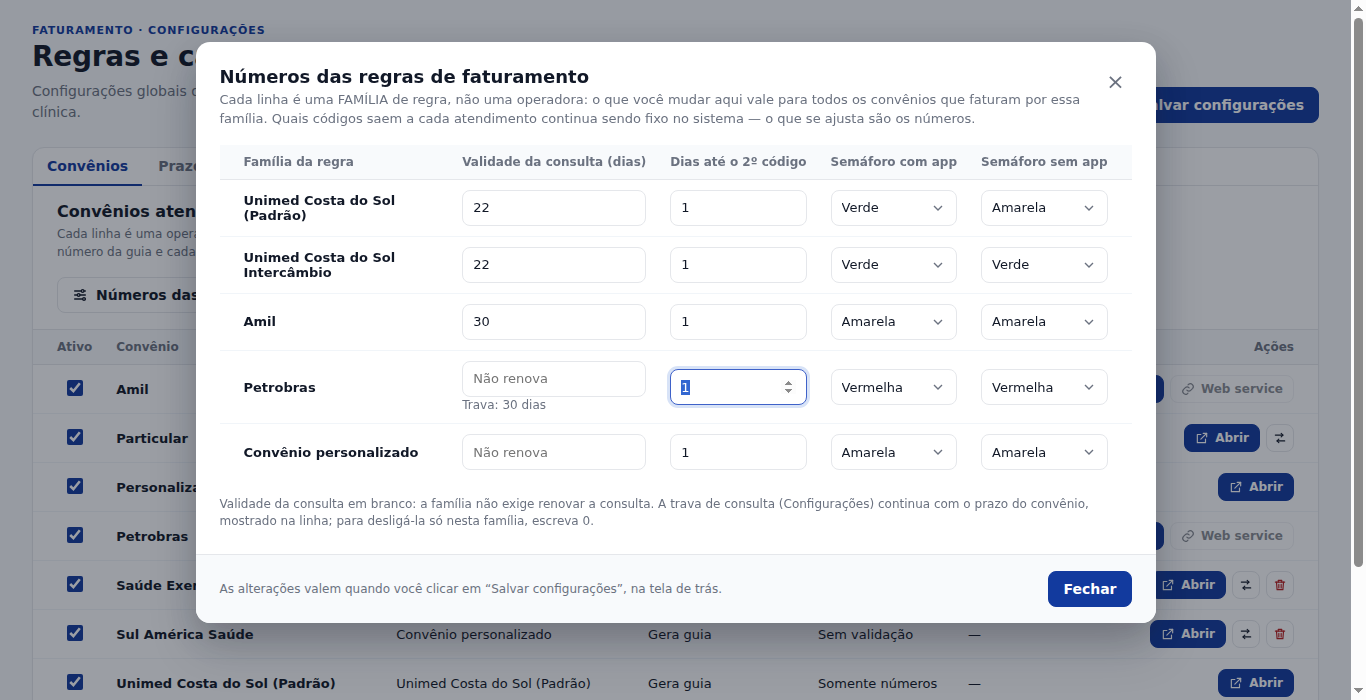 FATURAMENTO · CONFIGURAÇÕES
Regras e c
Configurações globais
clínica.
alvar configurações
Convênios
Convênios aten
Cada linha é uma
número da guia e cada
Números das
Ativo Convênio Ações
Amil Web service
Particular Abrir
Abrir
Petrobras Web service
Abrir
Sul América Saúde Convênio personalizado Gera guia Sem validação — Abrir
Unimed Costa do Sol (Padrão) Unimed Costa do Sol (Padrão) Gera guia Somente números — Abrir
Números das regras de faturamento
Cada linha é uma FAMÍLIA de regra, não uma operadora: o que você mudar aqui vale para todos os convênios que faturam por essa
família. Quais códigos saem a cada atendimento continua sendo fixo no sistema — o que se ajusta são os números.
Família da regra Validade da consulta (dias) Dias até o 2º código Semáforo com app Semáforo sem app
Unimed Costa do Sol
(Padrão) 22 1 Verde Amarela
Unimed Costa do Sol
Intercâmbio 22 1 Verde Verde
Amil 30 1 Amarela Amarela
Petrobras Não renova 1 Vermelha Vermelha
Trava: 30 dias
Convênio personalizado Não renova 1 Amarela Amarela
Validade da consulta em branco: a família não exige renovar a consulta. A trava de consulta (Configurações) continua com o prazo do convênio,
mostrado na linha; para desligá-la só nesta família, escreva 0.
As alterações valem quando você clicar em “Salvar configurações”, na tela de trás.
Fechar